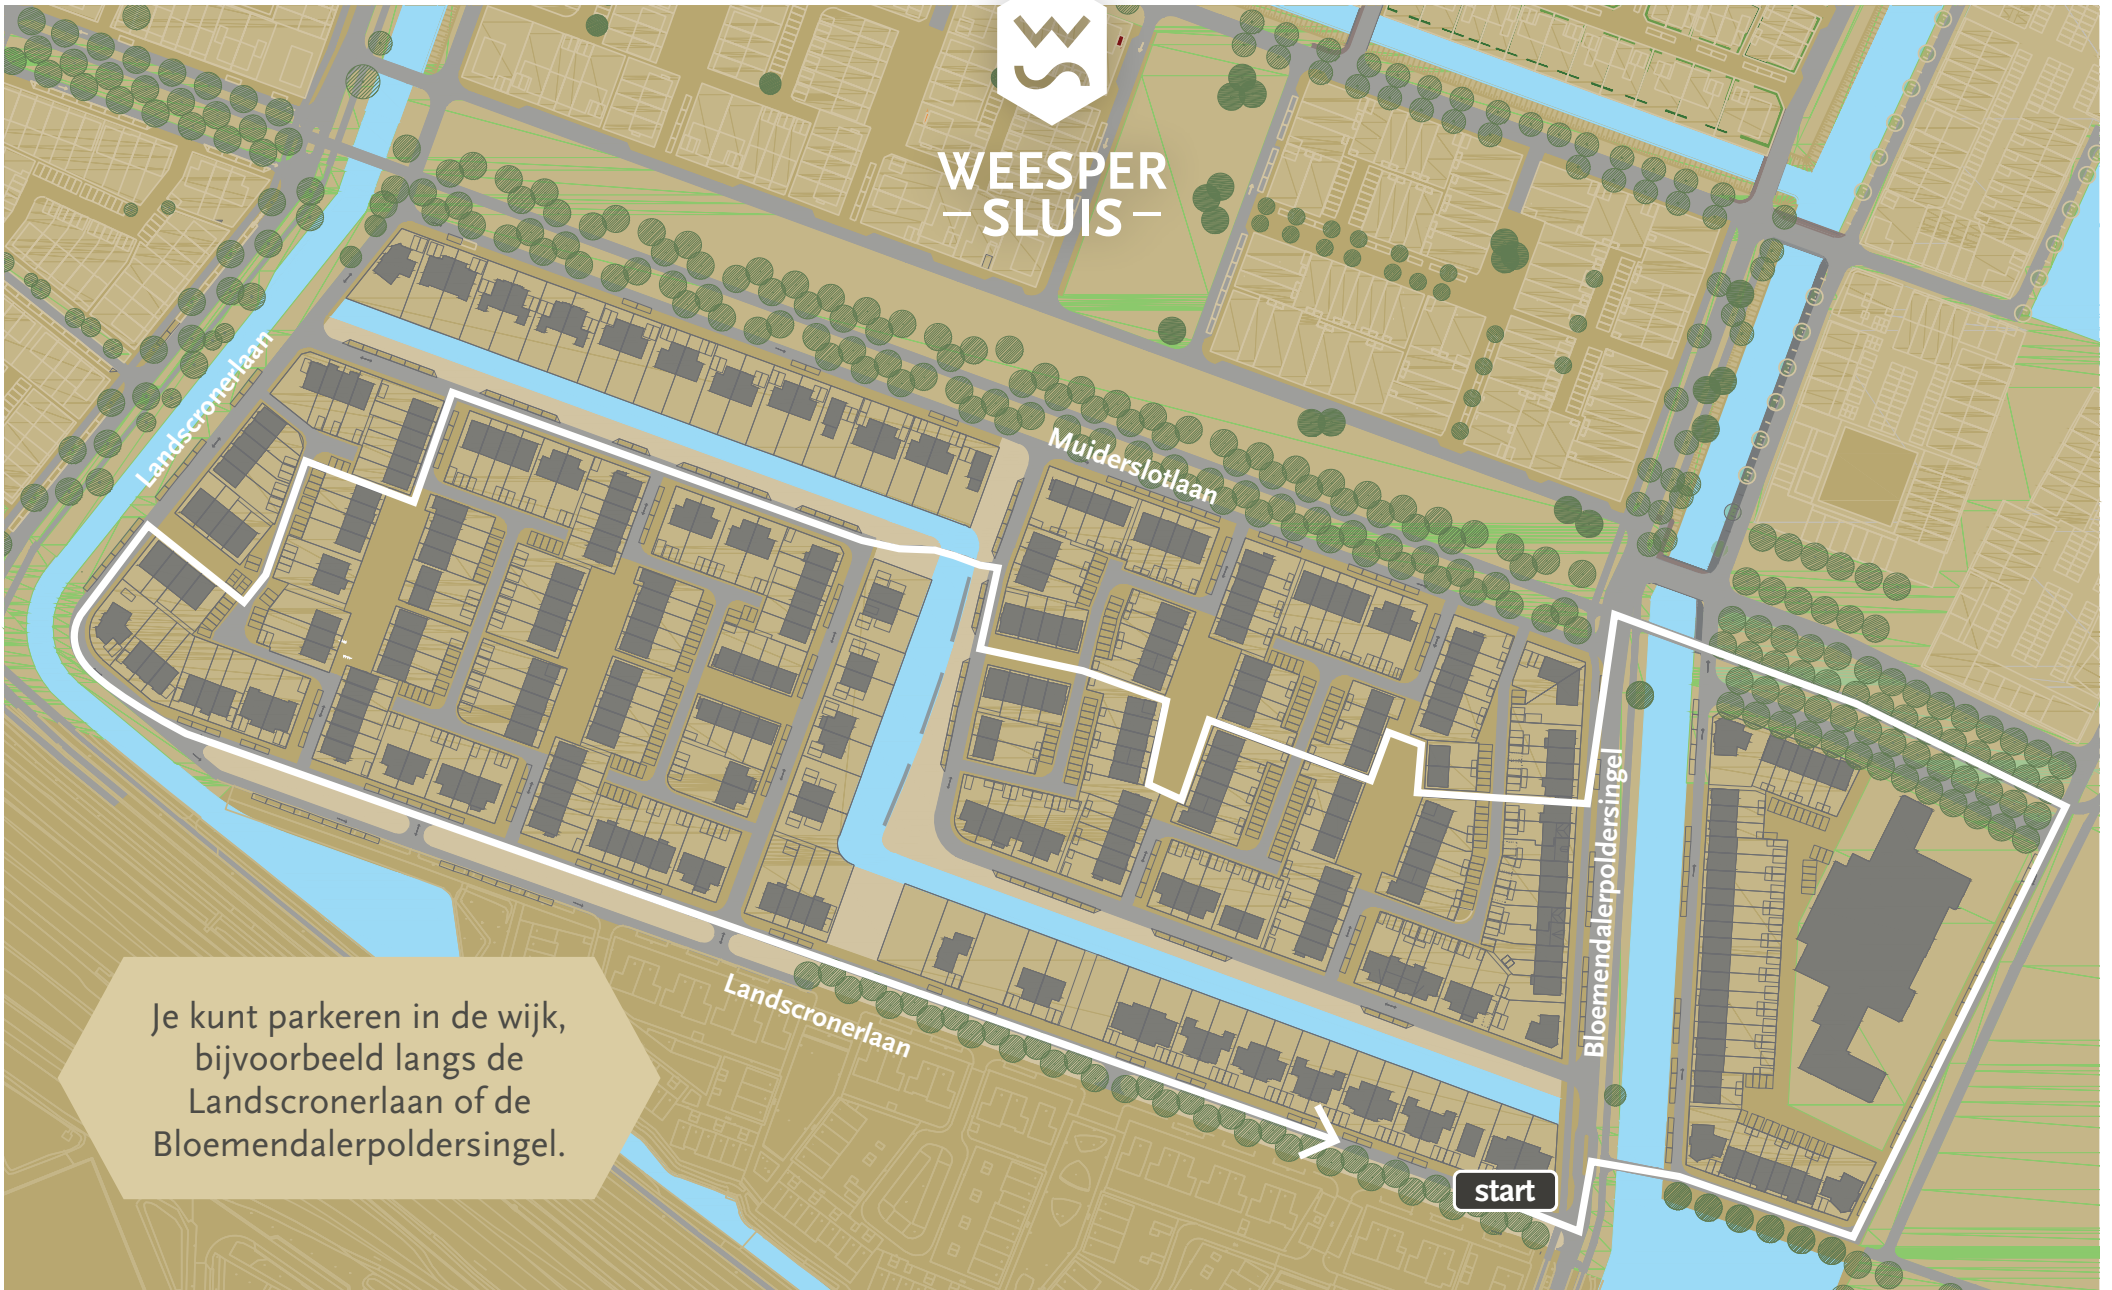 WEESPER
SLUIS
Landscronerlaan
Muiderslotlaan
Bloemendalerpoldersingel
Landscronerlaan
Je kunt parkeren in de wijk,
bijvoorbeeld langs de
Landscronerlaan of de
Bloemendalerpoldersingel.
start